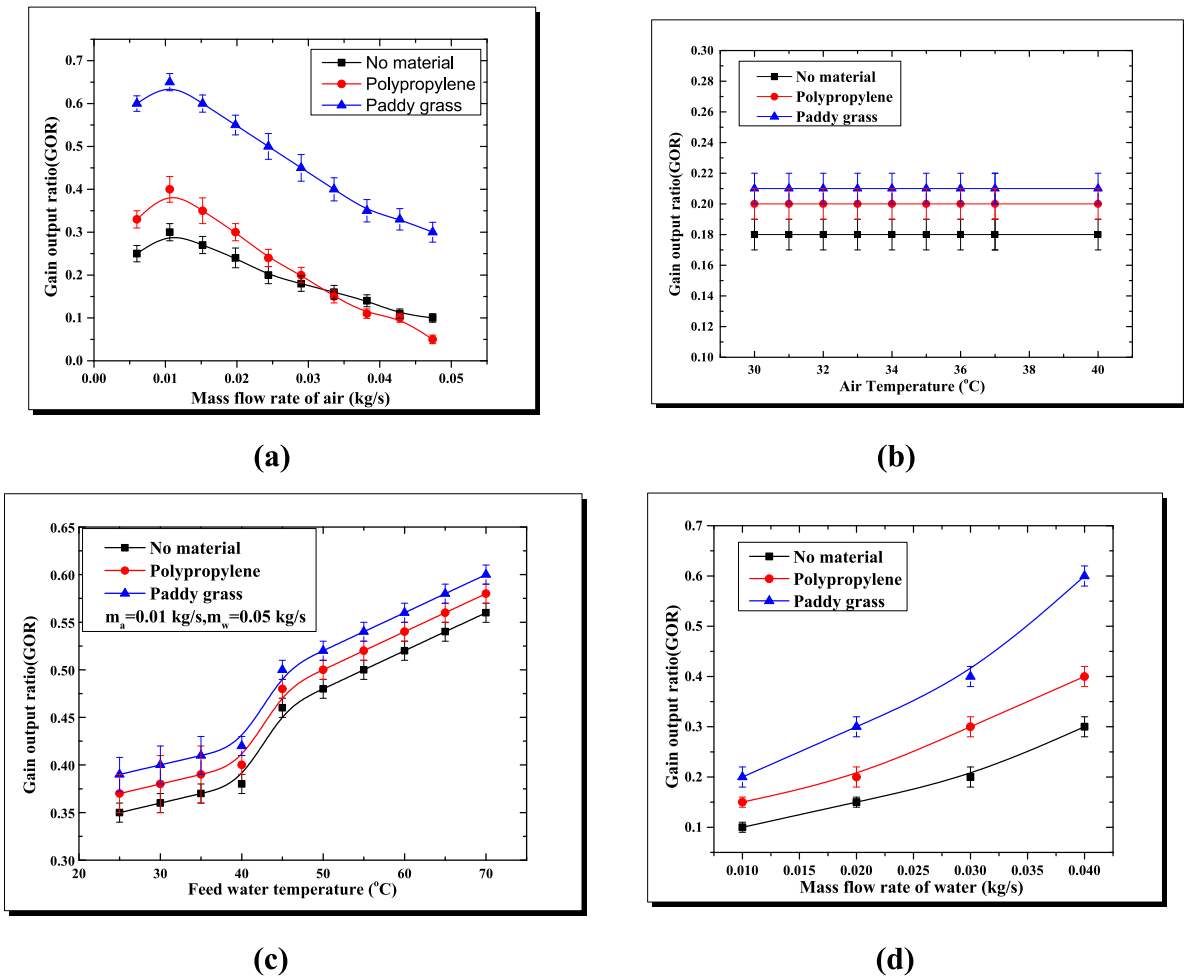 0.7
0.6
0.5
0.4
0.3
0.2
0.1
0.0
Gain output ratio(GOR)
No material
Polypropylene
Paddy grass
0.00 0.01 0.02 0.03 0.04 0.05
Mass flow rate of air (kg/s)
(a)
0.30
0.28
0.26
0.24
0.22
0.20
0.18
0.16
0.14
0.12
0.10
Gain output ratio(GOR)
No material
Polypropylene
Paddy grass
30 32 34 36 38 40
Air Temperature (°C)
(b)
0.65
0.60
0.55
0.50
0.45
0.40
0.35
0.30
Gain output ratio(GOR)
No material
Polypropylene
Paddy grass
mₐ=0.01 kg/s,m_w=0.05 kg/s
20 30 40 50 60 70
Feed water temperature (°C)
(c)
0.7
0.6
0.5
0.4
0.3
0.2
0.1
Gain output ratio(GOR)
No material
Polypropylene
Paddy grass
0.010 0.015 0.020 0.025 0.030 0.035 0.040
Mass flow rate of water (kg/s)
(d)